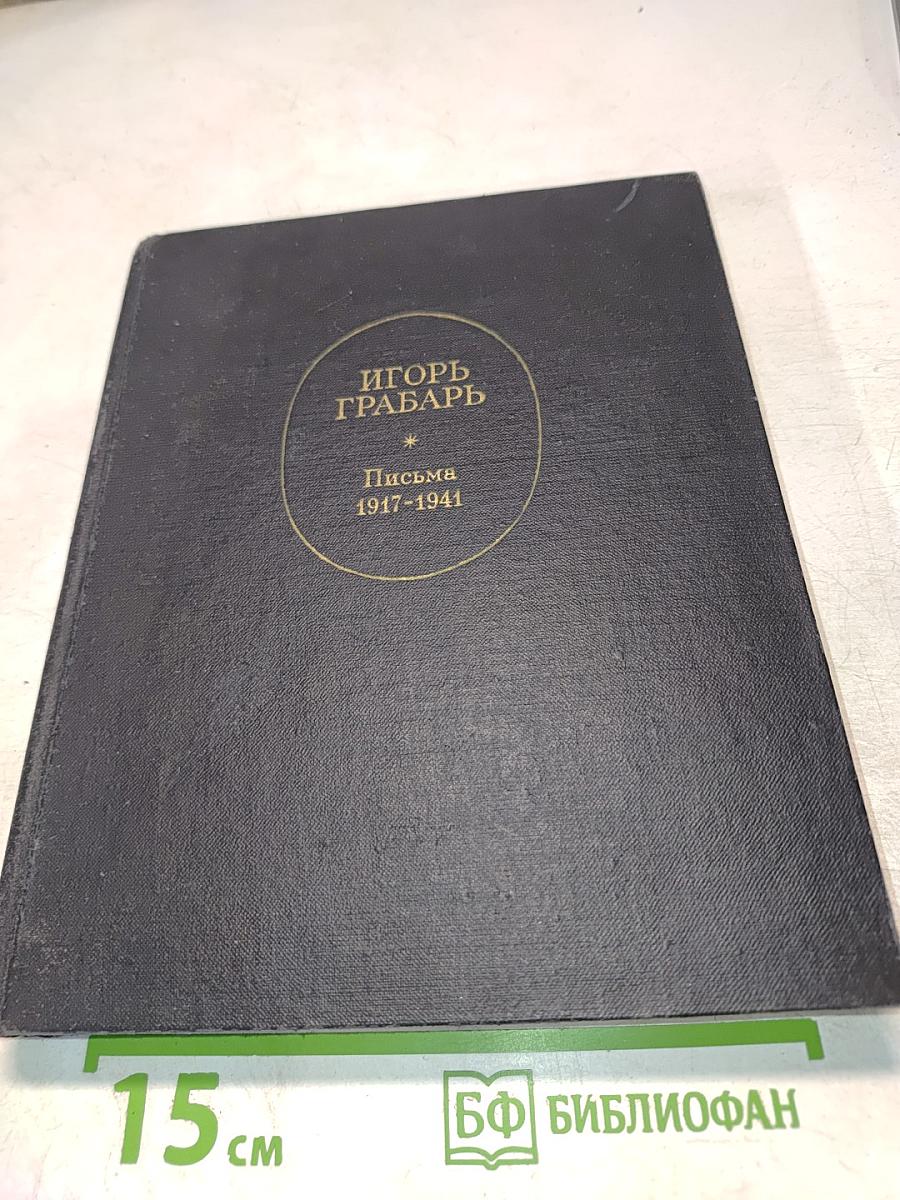 ИГОРЬ
ГРАБАРЬ
*
Письма
1917-1941
15 см
БФ БИБЛИОФАН